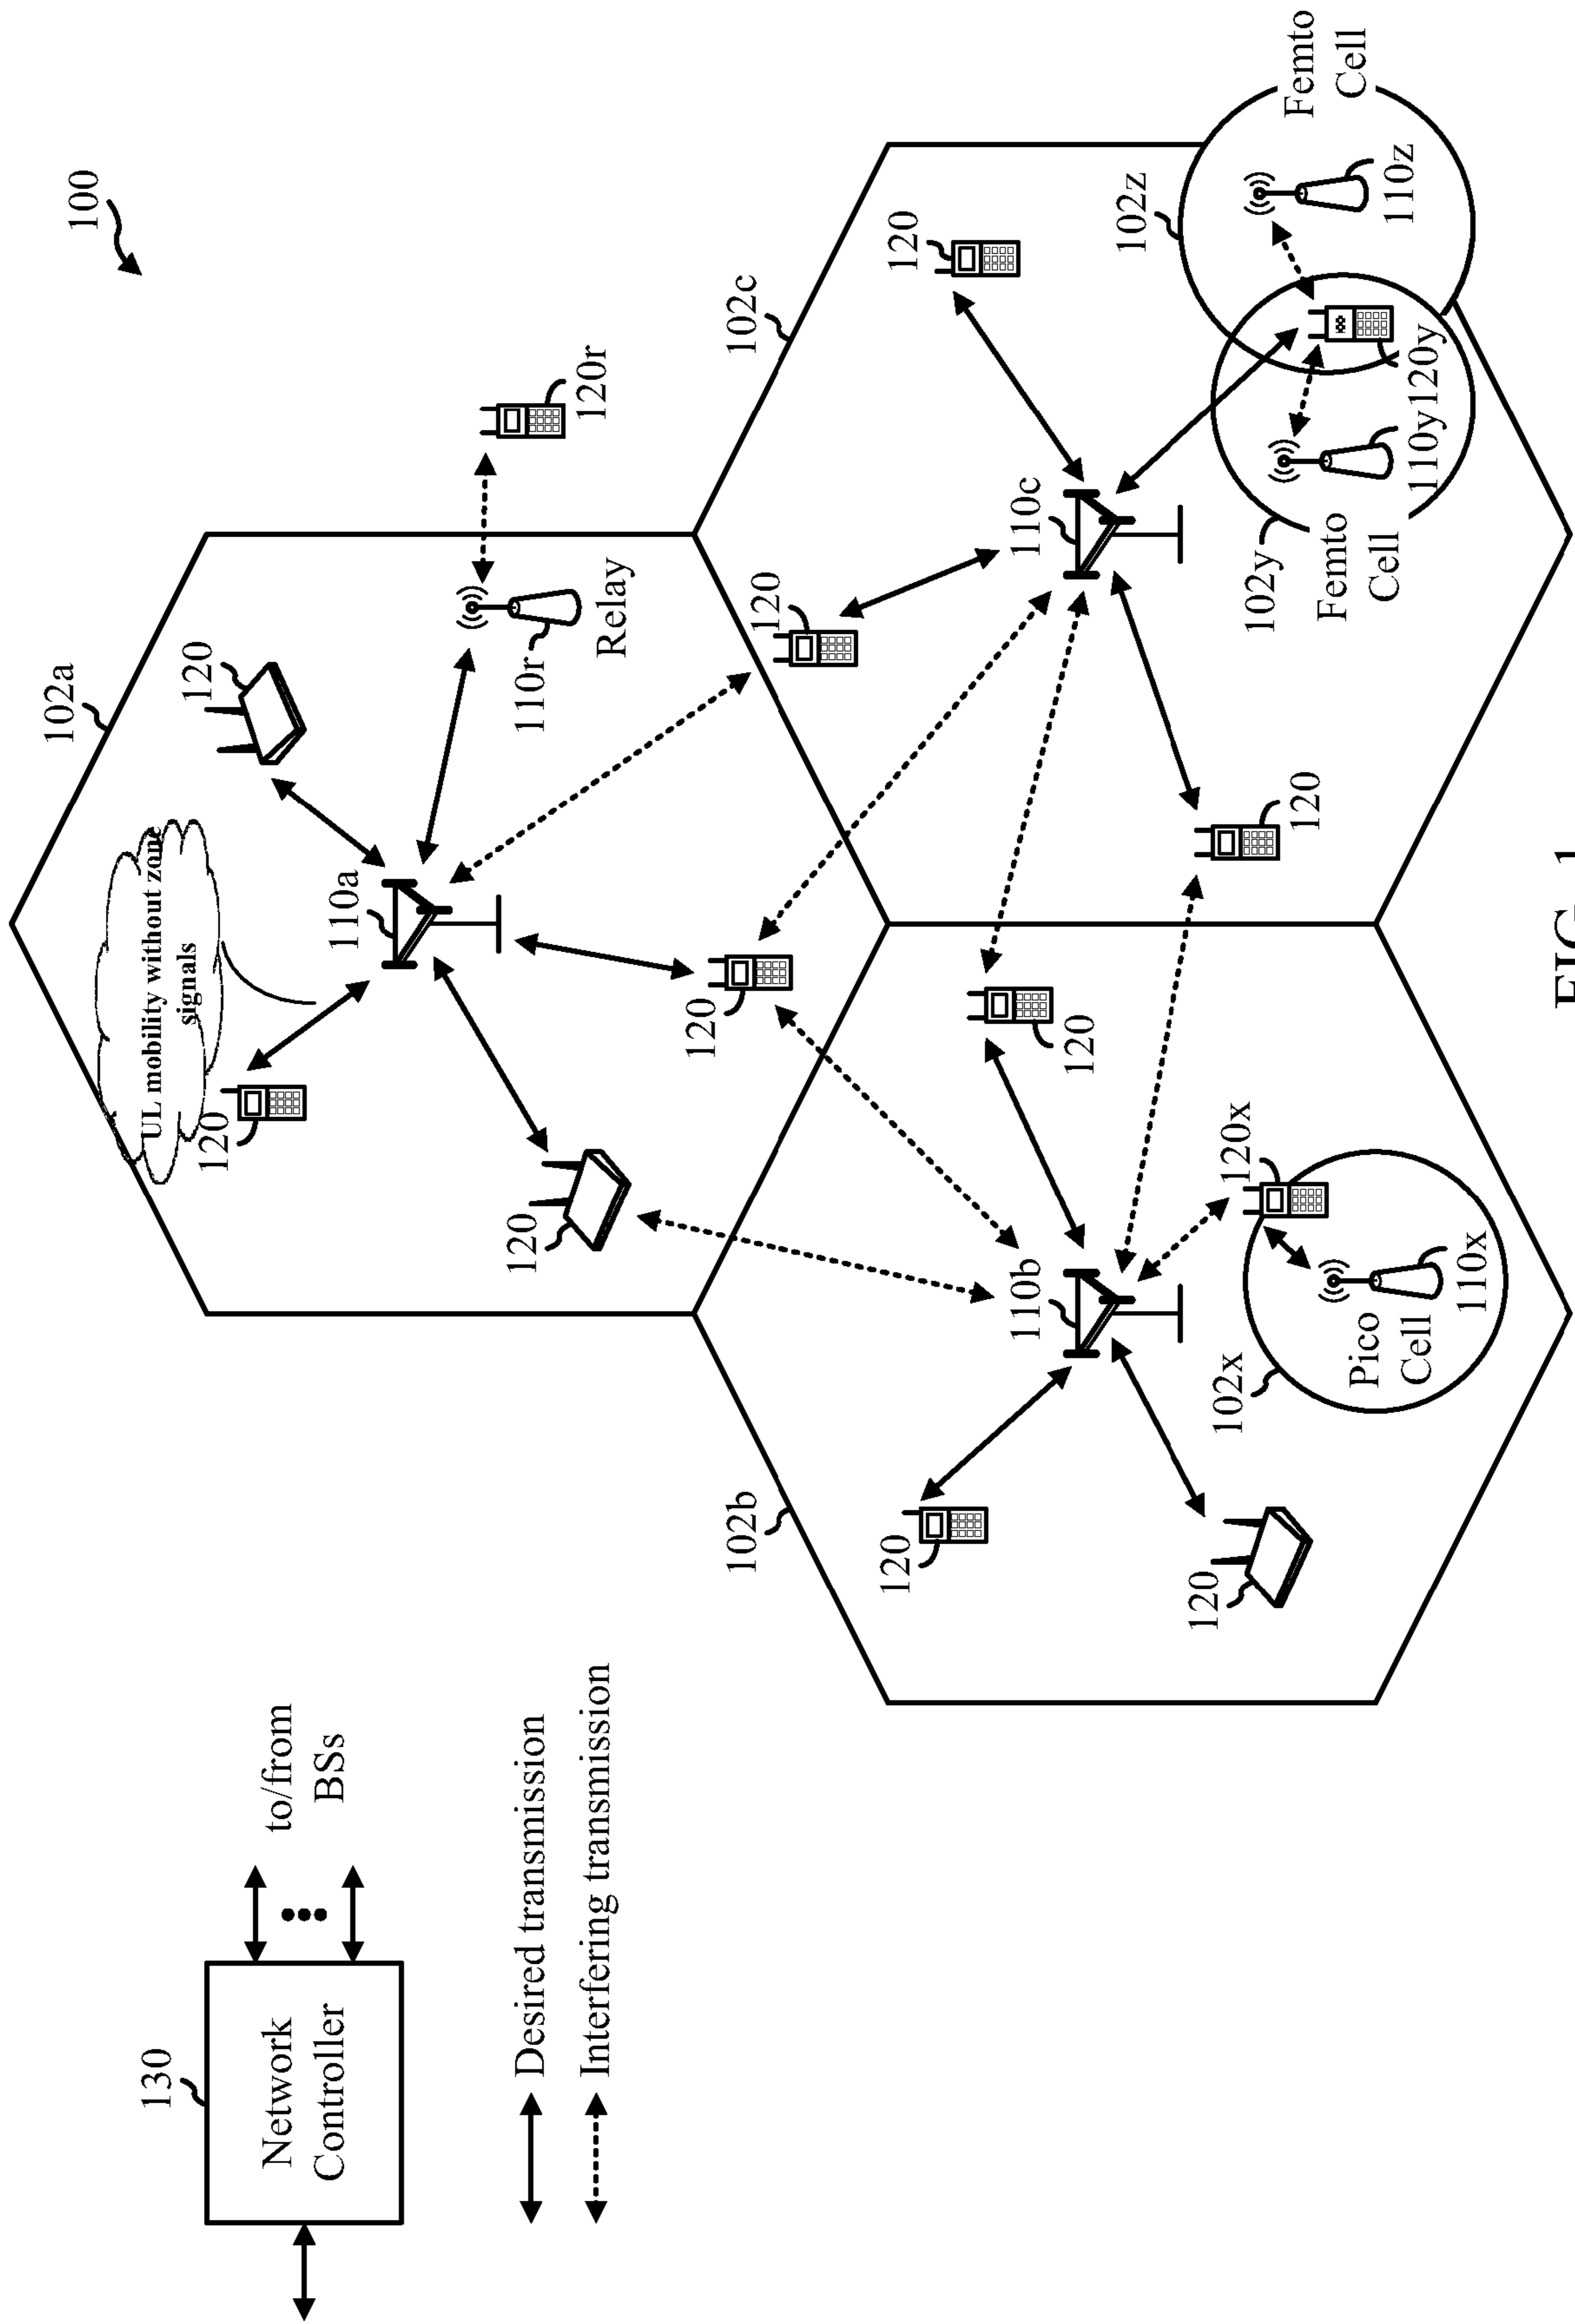 100
130
Network
Controller
to/from
BSs
Desired transmission
Interfering transmission
102a
UL mobility without zone
signals
120
120
110a
120
110r
Relay
120r
120
120
102b
120
110b
120
120
102x
Pico
Cell
110x
120x
102c
120
120
110c
120
102y
Femto
Cell
110y
120y
102z
110z
Femto
Cell
FIG. 1